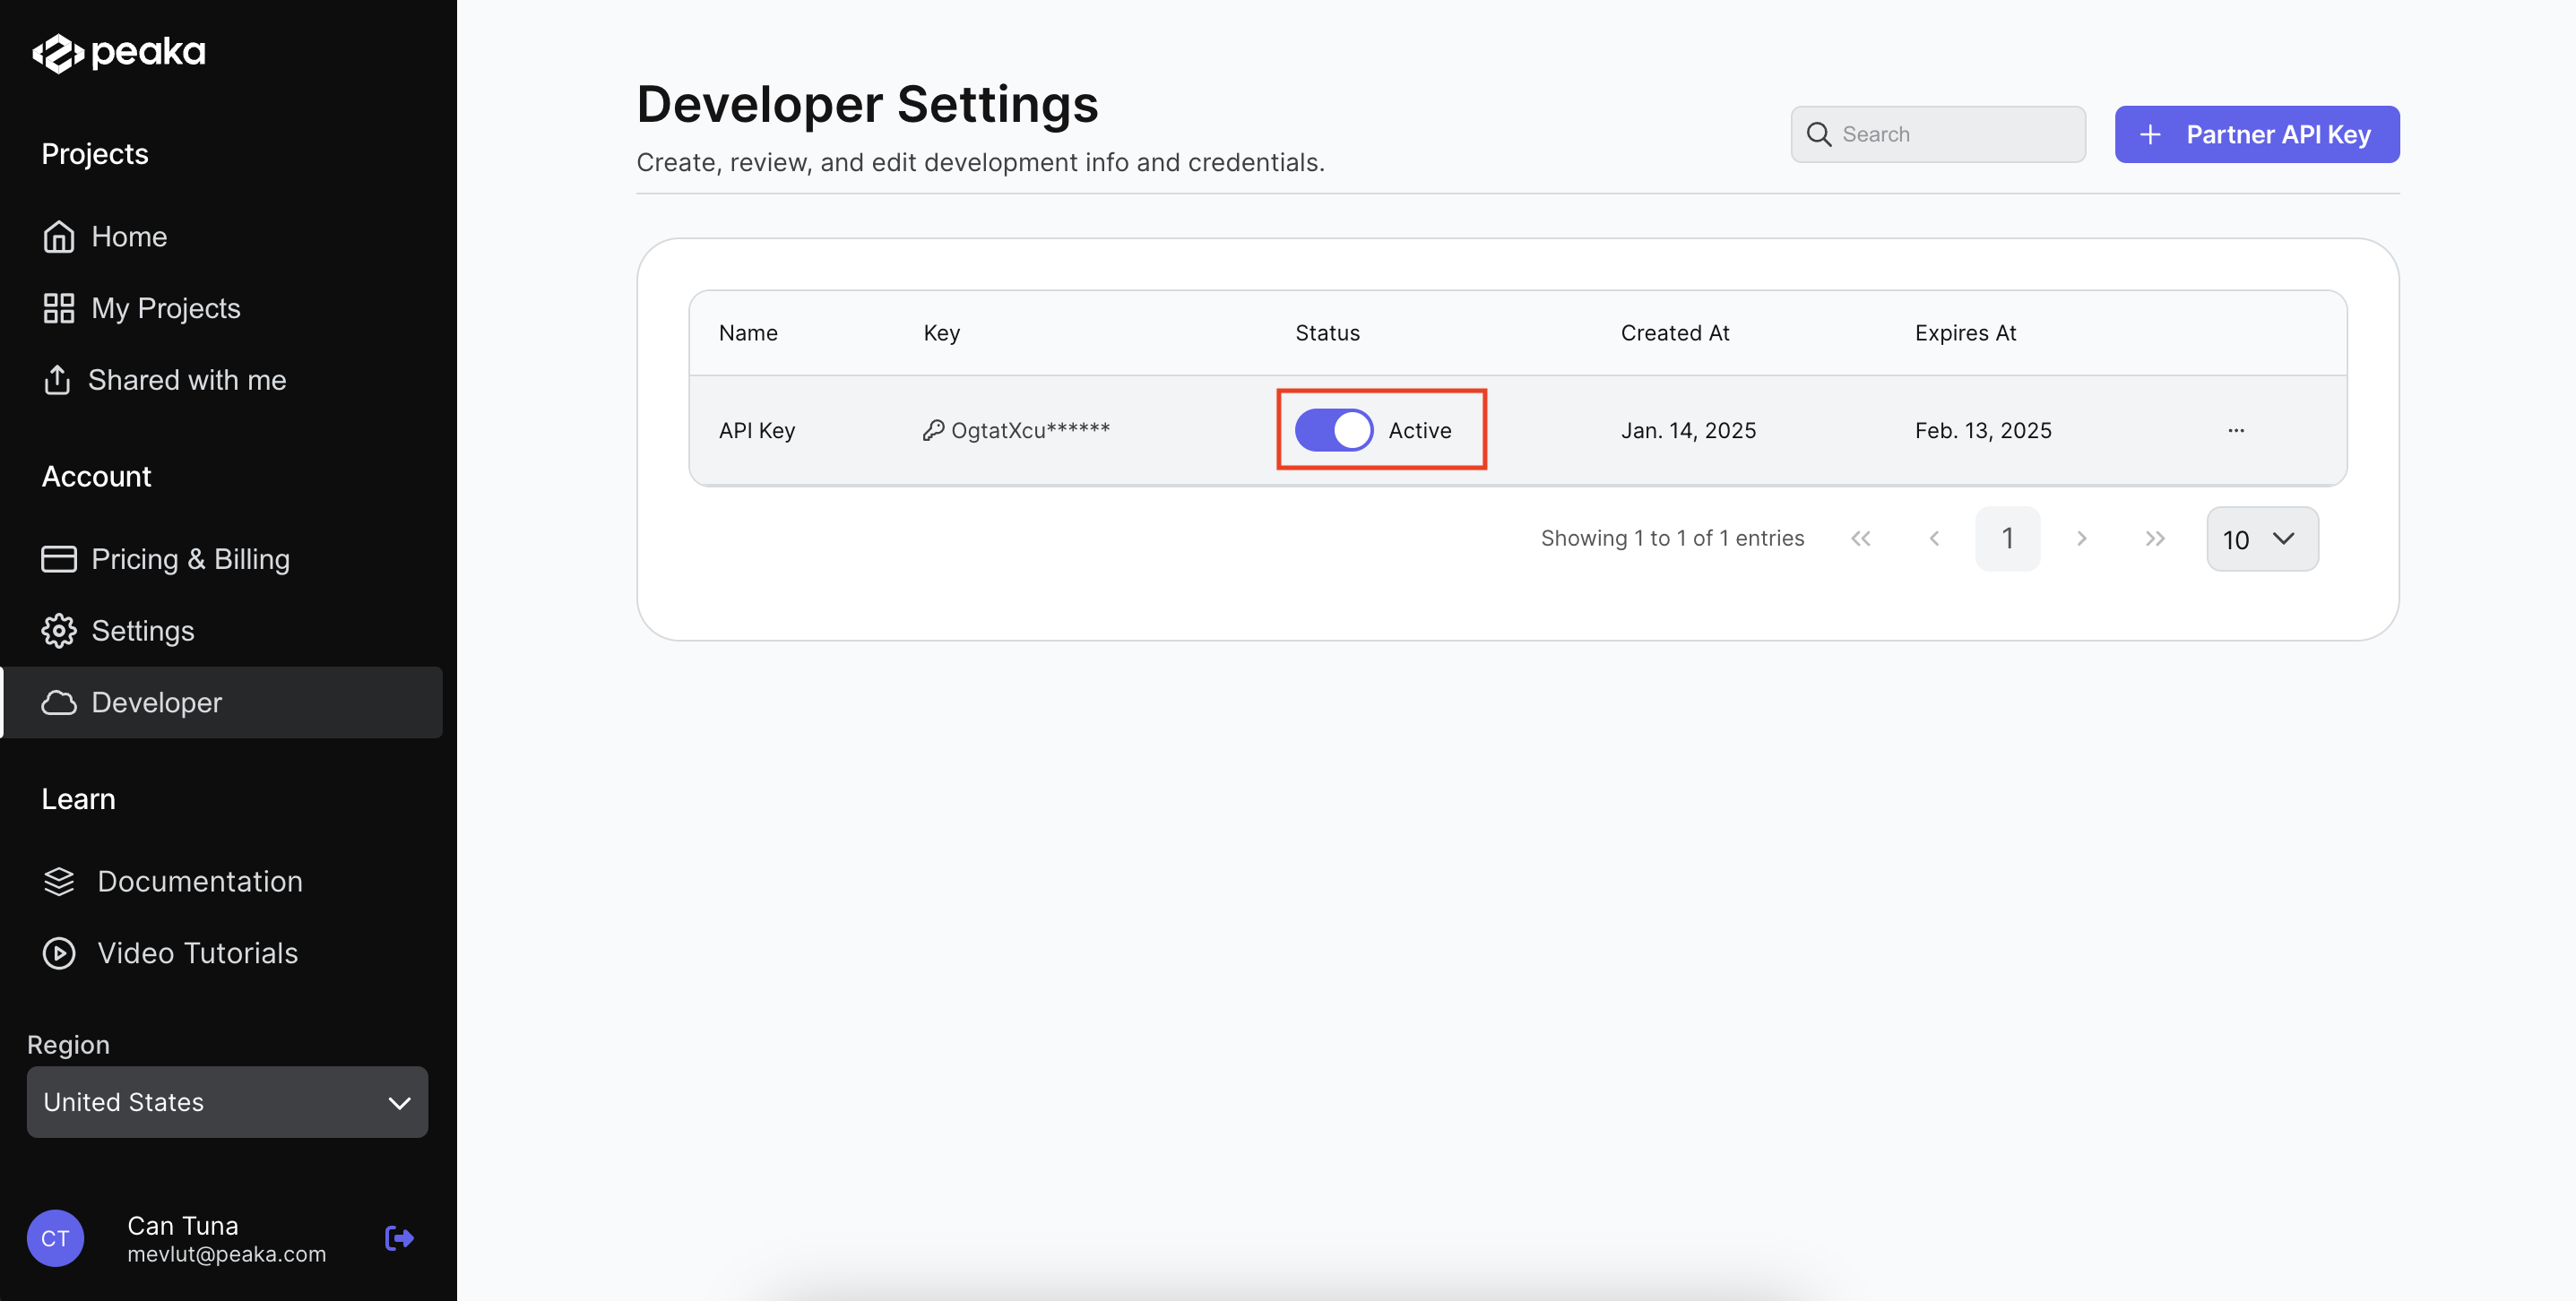 peaka
Projects
Home
My Projects
Shared with me
Account
Pricing & Billing
Settings
Developer
Learn
Documentation
Video Tutorials
Region
United States
CT
Can Tuna
mevlut@peaka.com
Developer Settings
Create, review, and edit development info and credentials.
Search
+ Partner API Key
Name Key Status Created At Expires At
API Key OgtatXcu****** Active Jan. 14, 2025 Feb. 13, 2025 ...
Showing 1 to 1 of 1 entries « ‹ 1 › » 10